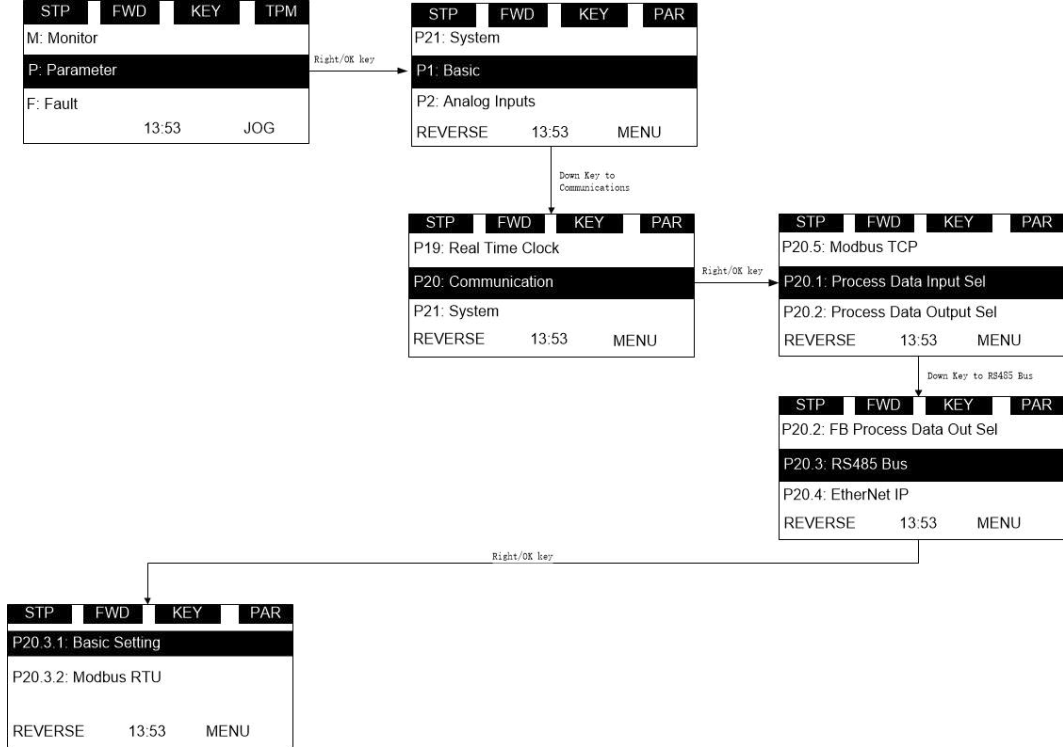 STP FWD KEY TPM
M: Monitor
P: Parameter
F: Fault
13:53 JOG
Right/OK key
STP FWD KEY PAR
P21: System
P1: Basic
P2: Analog Inputs
REVERSE 13:53 MENU
Down Key to
Communications
STP FWD KEY PAR
P19: Real Time Clock
P20: Communication
P21: System
REVERSE 13:53 MENU
Right/OK key
STP FWD KEY PAR
P20.5: Modbus TCP
P20.1: Process Data Input Sel
P20.2: Process Data Output Sel
REVERSE 13:53 MENU
Down Key to RS485 Bus
STP FWD KEY PAR
P20.2: FB Process Data Out Sel
P20.3: RS485 Bus
P20.4: EtherNet IP
REVERSE 13:53 MENU
Right/OK key
STP FWD KEY PAR
P20.3.1: Basic Setting
P20.3.2: Modbus RTU
REVERSE 13:53 MENU